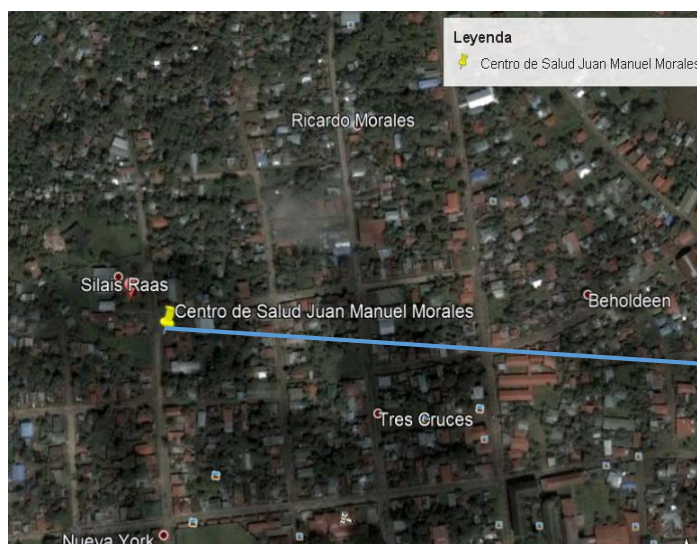 Leyenda
Centro de Salud Juan Manuel Morales
Ricardo Morales
Silais Raas
Centro de Salud Juan Manuel Morales
Beholdeen
Tres Cruces
Nueva York